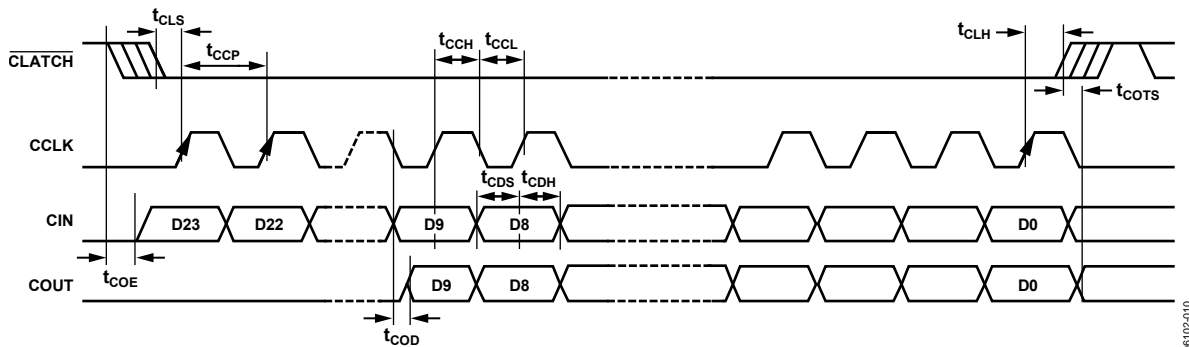 tCLS
tCCP
tCCH
tCCL
tCLH
CLATCH
tCOTS
CCLK
tCDS
tCDH
CIN
D23
D22
D9
D8
D0
tCOE
COUT
D9
D8
D0
tCOD
06102-010